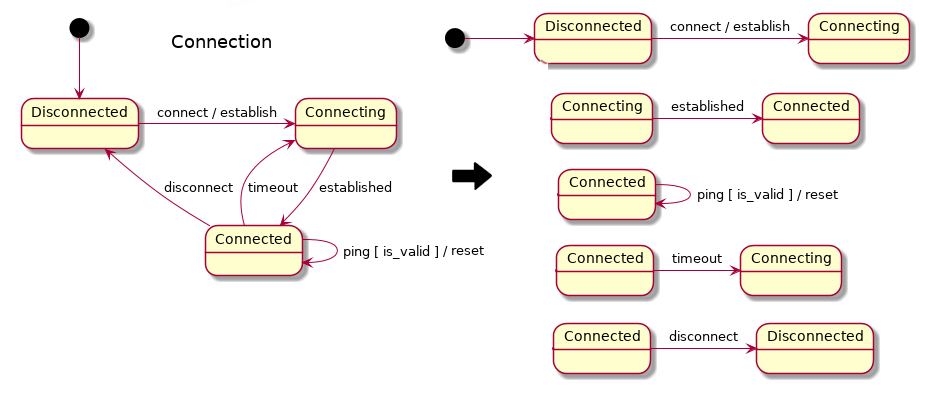 Connection
Disconnected
connect / establish
Connecting
disconnect
timeout
established
Connected
ping [ is_valid ] / reset
Disconnected
connect / establish
Connecting
Connecting
established
Connected
Connected
ping [ is_valid ] / reset
Connected
timeout
Connecting
Connected
disconnect
Disconnected